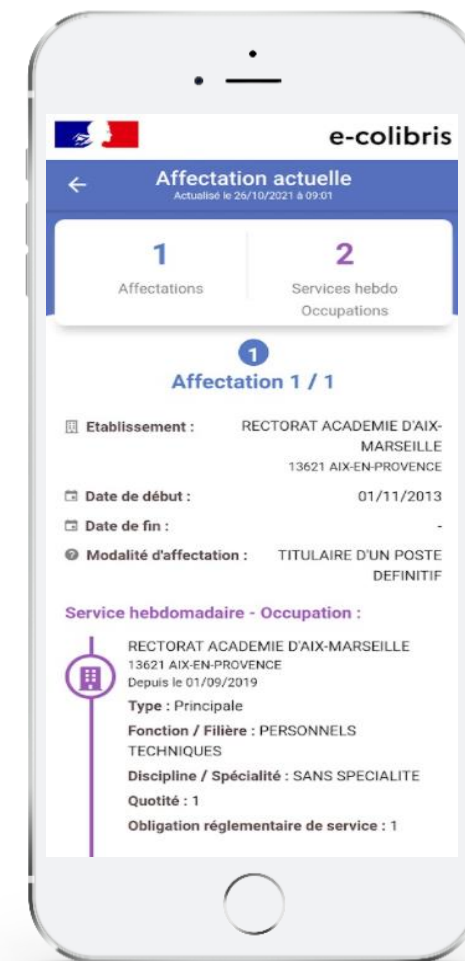 e-colibris
Affectation actuelle
Actualisé le 26/10/2021 à 09:01
1
Affectations
2
Services hebdo
Occupations
1
Affectation 1 / 1
Etablissement :
RECTORAT ACADEMIE D'AIX-
MARSEILLE
13621 AIX-EN-PROVENCE
Date de début :
01/11/2013
Date de fin :
-
Modalité d'affectation :
TITULAIRE D'UN POSTE
DEFINITIF
Service hebdomadaire - Occupation :
RECTORAT ACADEMIE D'AIX-MARSEILLE
13621 AIX-EN-PROVENCE
Depuis le 01/09/2019
Type : Principale
Fonction / Filière : PERSONNELS
TECHNIQUES
Discipline / Spécialité : SANS SPECIALITE
Quotité : 1
Obligation réglementaire de service : 1